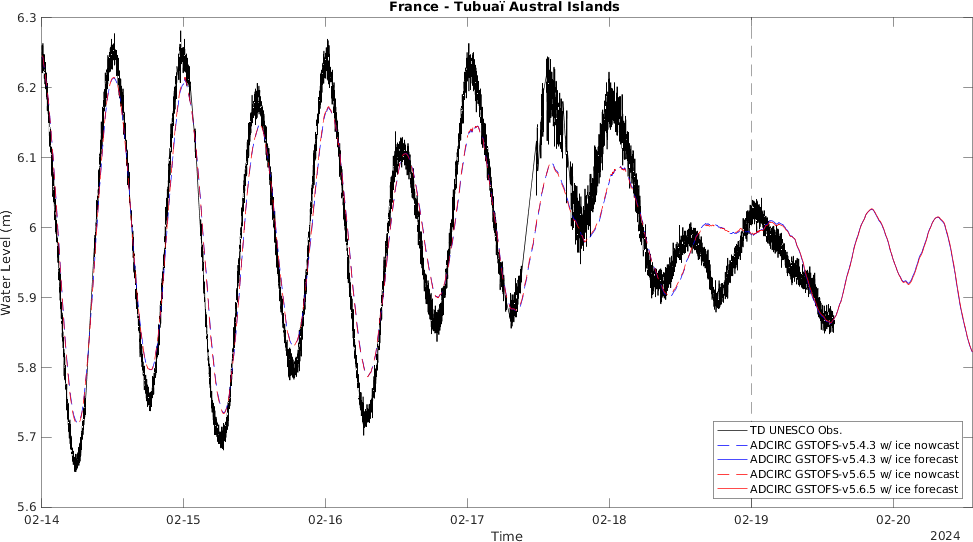 France - Tubuaï Austral Islands
6.3
6.2
6.1
6
5.9
5.8
5.7
5.6
Water Level (m)
02-14
02-15
02-16
02-17
02-18
02-19
02-20
Time
2024
TD UNESCO Obs.
ADCIRC GSTOFS-v5.4.3 w/ ice nowcast
ADCIRC GSTOFS-v5.4.3 w/ ice forecast
ADCIRC GSTOFS-v5.6.5 w/ ice nowcast
ADCIRC GSTOFS-v5.6.5 w/ ice forecast